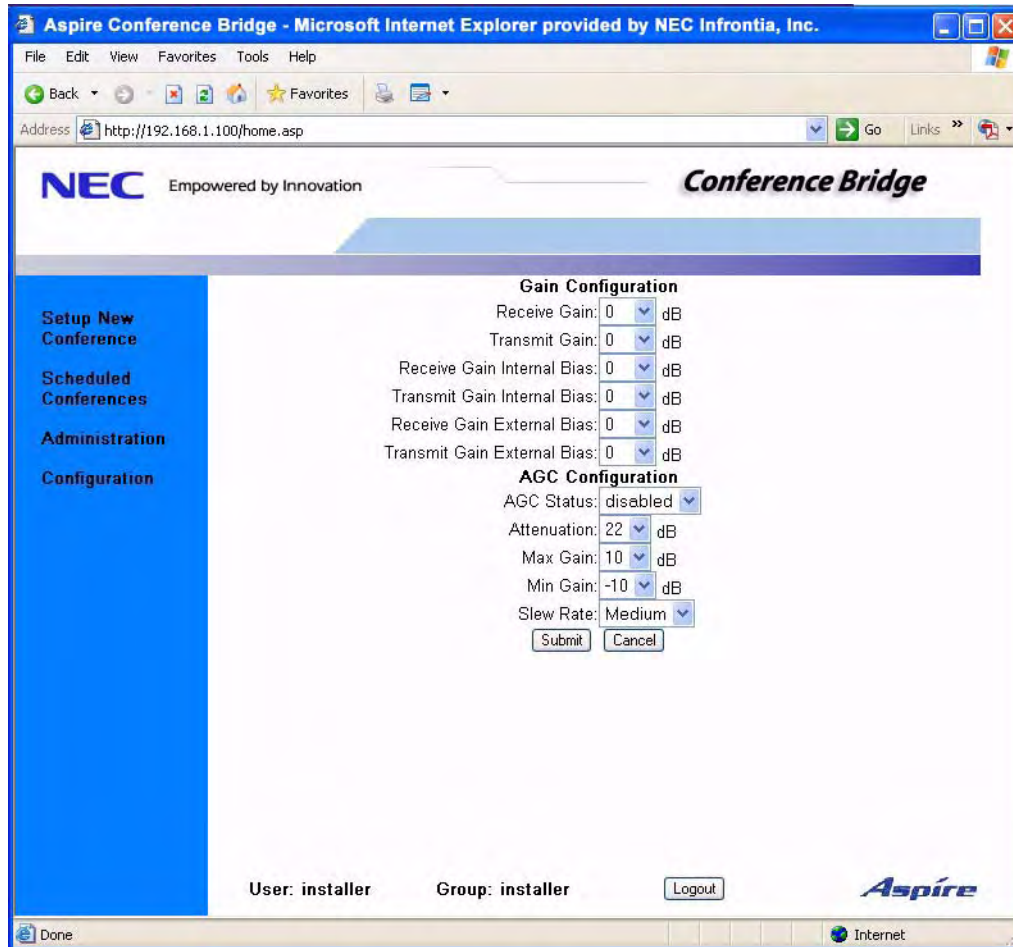 Aspire Conference Bridge - Microsoft Internet Explorer provided by NEC Infrontia, Inc.
File Edit View Favorites Tools Help
Back Favorites
Address http://192.168.1.100/home.asp Go Links »
NEC Empowered by Innovation Conference Bridge
Setup New
Conference
Scheduled
Conferences
Administration
Configuration
Gain Configuration
Receive Gain: 0 dB
Transmit Gain: 0 dB
Receive Gain Internal Bias: 0 dB
Transmit Gain Internal Bias: 0 dB
Receive Gain External Bias: 0 dB
Transmit Gain External Bias: 0 dB
AGC Configuration
AGC Status: disabled
Attenuation: 22 dB
Max Gain: 10 dB
Min Gain: -10 dB
Slew Rate: Medium
Submit Cancel
User: installer Group: installer Logout Aspire
Done Internet